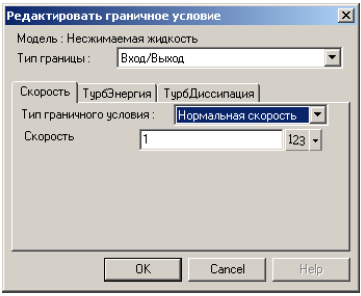 Редактировать граничное условие
Модель : Несжимаемая жидкость
Тип границы : Вход/Выход
Скорость ТурбЭнергия ТурбДиссипация
Тип граничного условия : Нормальная скорость
Скорость 1 123
OK Cancel Help